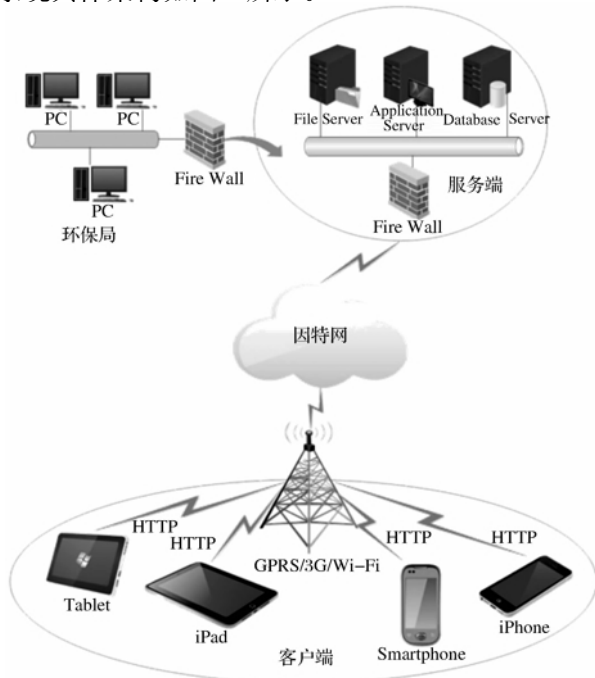 PC
PC
PC
环保局
Fire Wall
File Server
Application
Server
Database Server
服务端
Fire Wall
因特网
HTTP
HTTP
HTTP
HTTP
GPRS/3G/Wi-Fi
Tablet
iPad
Smartphone
iPhone
客户端